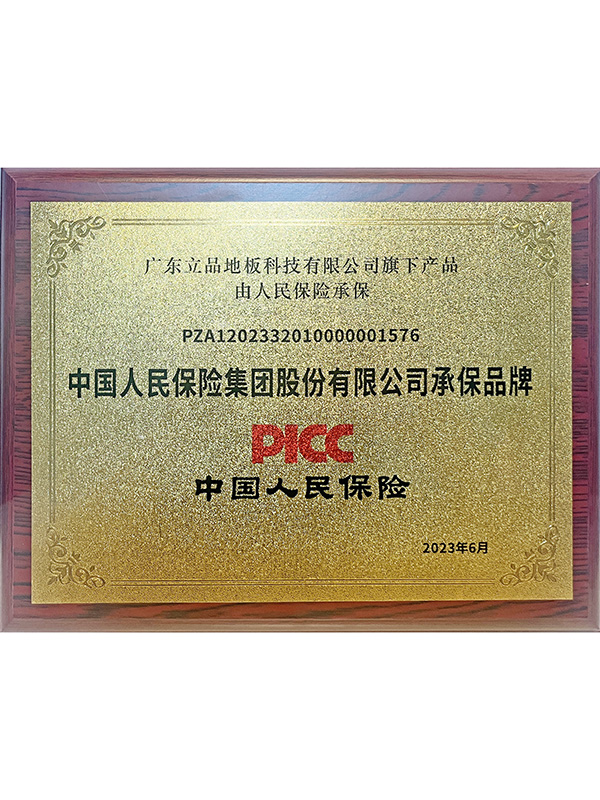 广东立品地板科技有限公司旗下产品
由人民保险承保
PZA1202332010000001576
中国人民保险集团股份有限公司承保品牌
PICC
中国人民保险
2023年6月